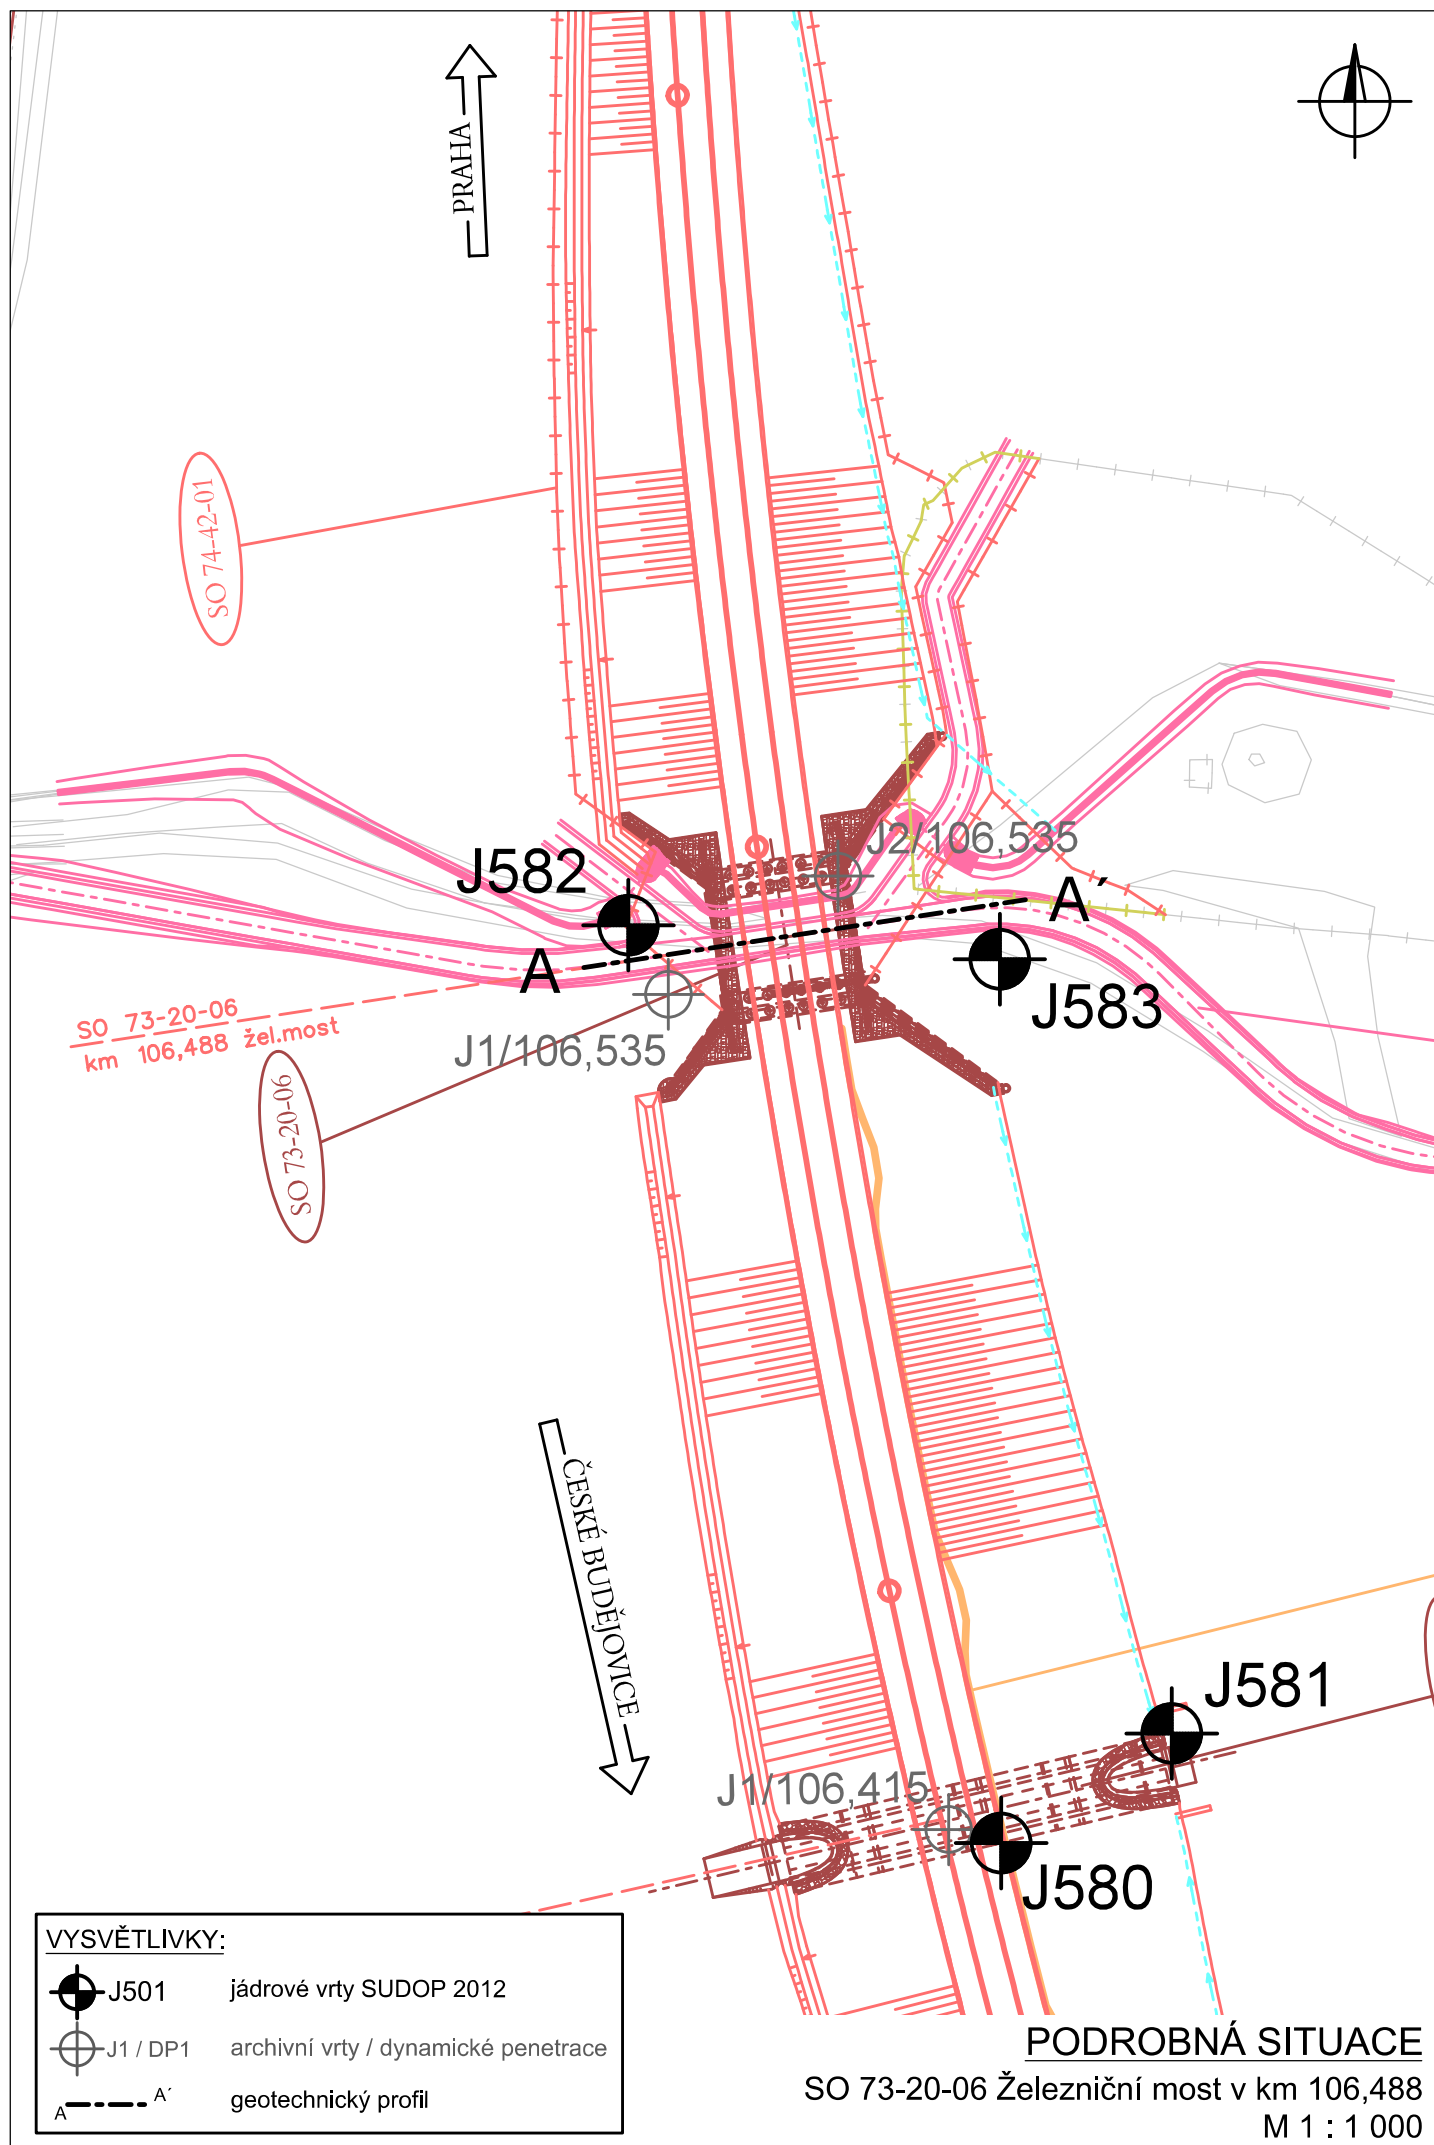 PRAHA
SO 74-42-01
J2/106,535
J582
A´
A
J583
SO 73-20-06
km 106,488 žel.most
J1/106,535
SO 73-20-06
ČESKÉ BUDĚJOVICE
J581
J1/106,415
J580
VYSVĚTLIVKY:
J501 jádrové vrty SUDOP 2012
J1 / DP1 archivní vrty / dynamické penetrace
A A´ geotechnický profil
PODROBNÁ SITUACE
SO 73-20-06 Železniční most v km 106,488
M 1 : 1 000